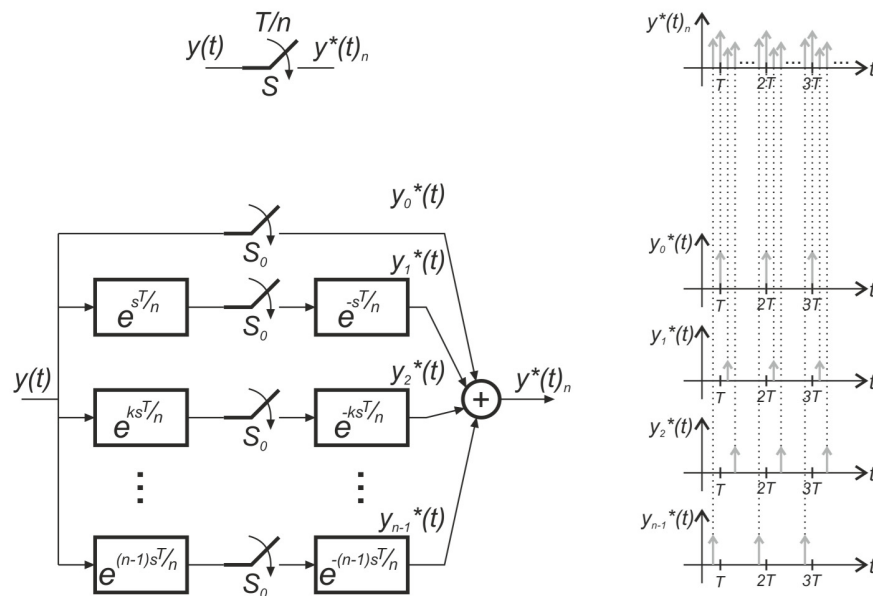 T/n
y(t) y*(t)n
S
y0*(t)
S0
y1*(t)
e^sT/n S0 e^-sT/n
y2*(t)
y(t) + y*(t)n
e^ksT/n S0 e^-ksT/n
⋮ ⋮
yn-1*(t)
e^(n-1)sT/n S0 e^-(n-1)sT/n
y*(t)n
... ... ...
T 2T 3T t
y0*(t)
T 2T 3T t
y1*(t)
T 2T 3T t
y2*(t)
T 2T 3T t
yn-1*(t)
T 2T 3T t